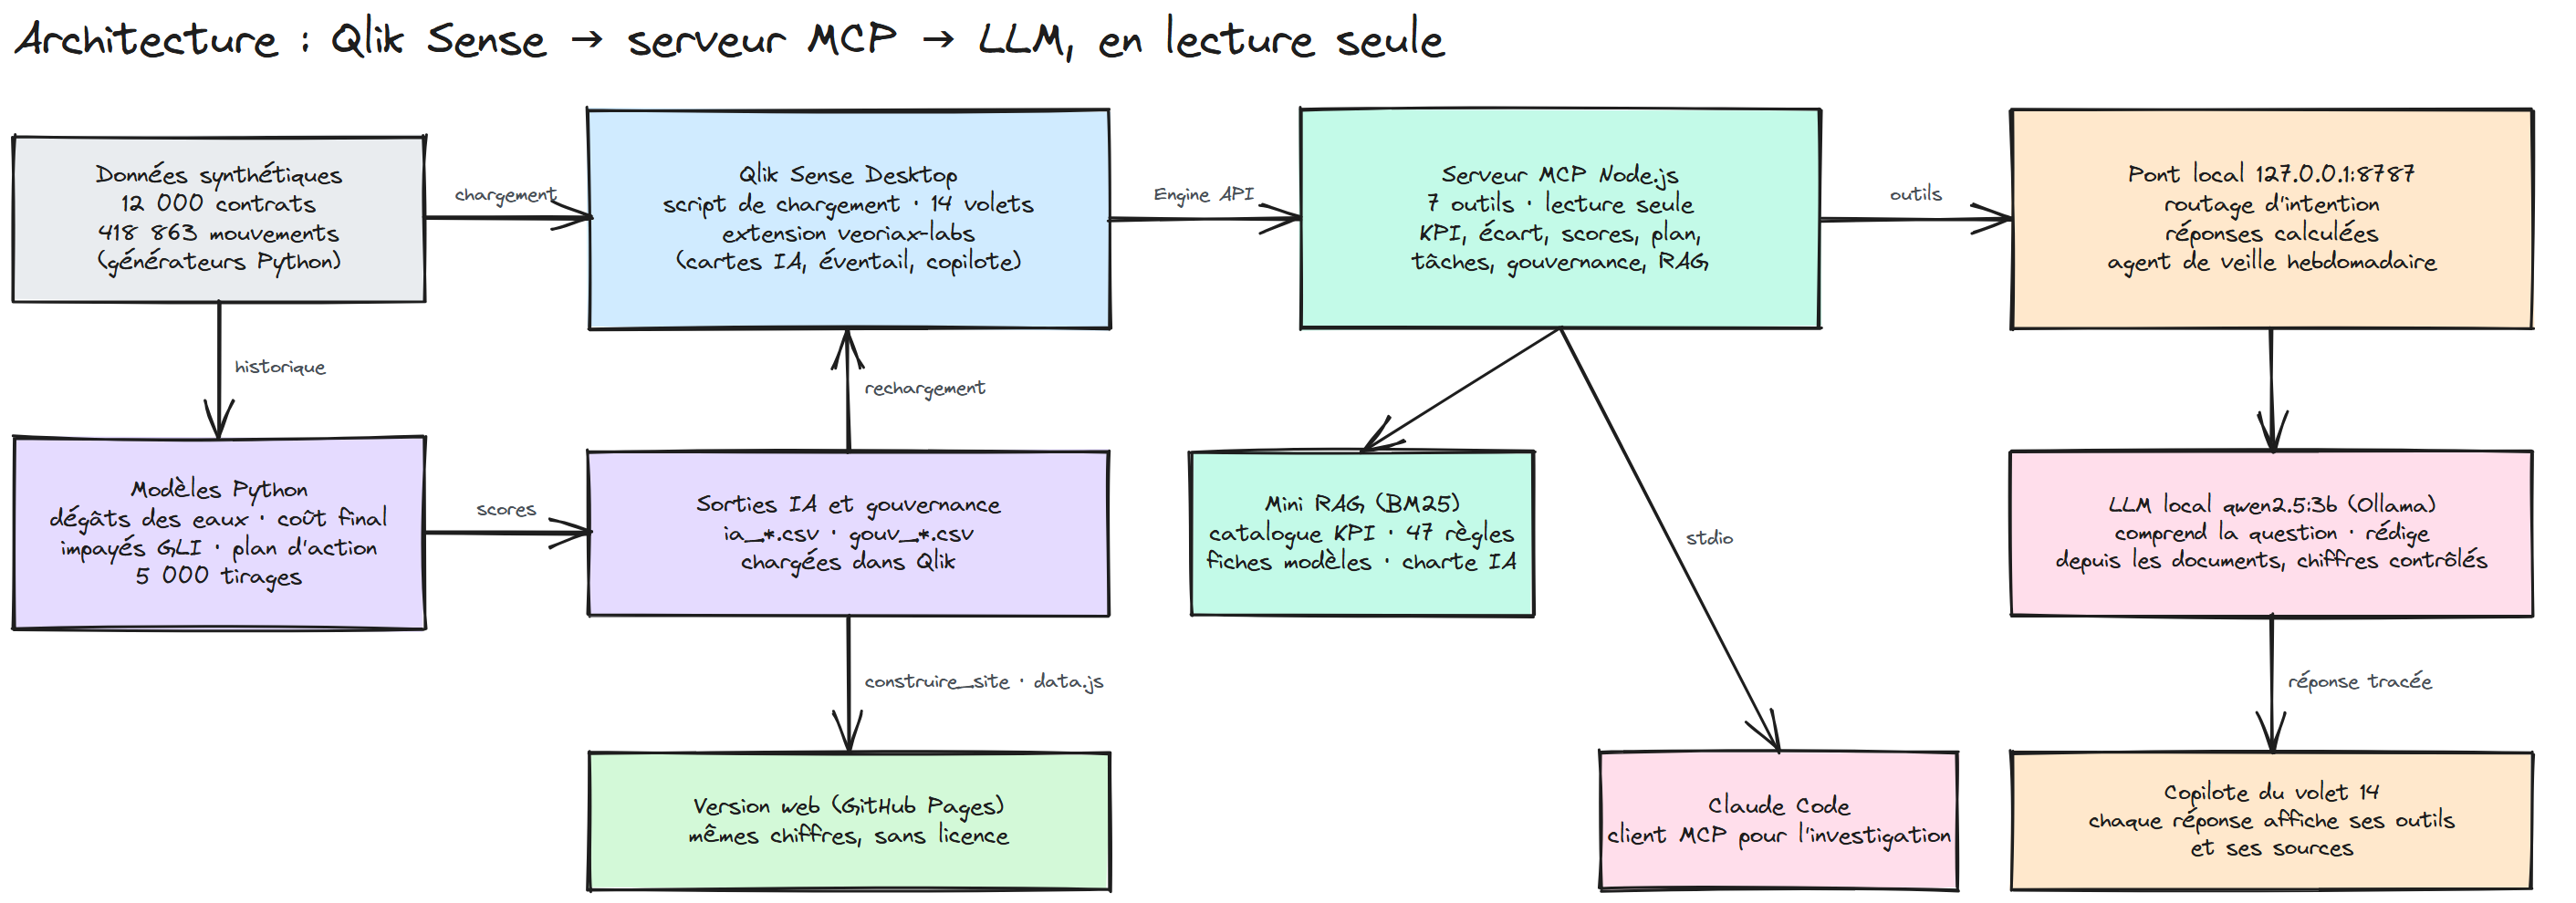 Architecture : Qlik Sense → serveur MCP → LLM, en lecture seule
Données synthétiques
12 000 contrats
418 863 mouvements
(générateurs Python)
chargement
Qlik Sense Desktop
script de chargement · 14 volets
extension veoriax-labs
(cartes IA, éventail, copilote)
Engine API
Serveur MCP Node.js
7 outils · lecture seule
KPI, écart, scores, plan,
tâches, gouvernance, RAG
outils
Pont local 127.0.0.1:8787
routage d'intention
réponses calculées
agent de veille hebdomadaire
historique
rechargement
Modèles Python
dégâts des eaux · coût final
impayés GLI · plan d'action
5 000 tirages
scores
Sorties IA et gouvernance
ia_*.csv · gouv_*.csv
chargées dans Qlik
Mini RAG (BM25)
catalogue KPI · 47 règles
fiches modèles · charte IA
stdio
LLM local qwen2.5:3b (Ollama)
comprend la question · rédige
depuis les documents, chiffres contrôlés
construire_site · data.js
réponse tracée
Version web (GitHub Pages)
mêmes chiffres, sans licence
Claude Code
client MCP pour l'investigation
Copilote du volet 14
chaque réponse affiche ses outils
et ses sources